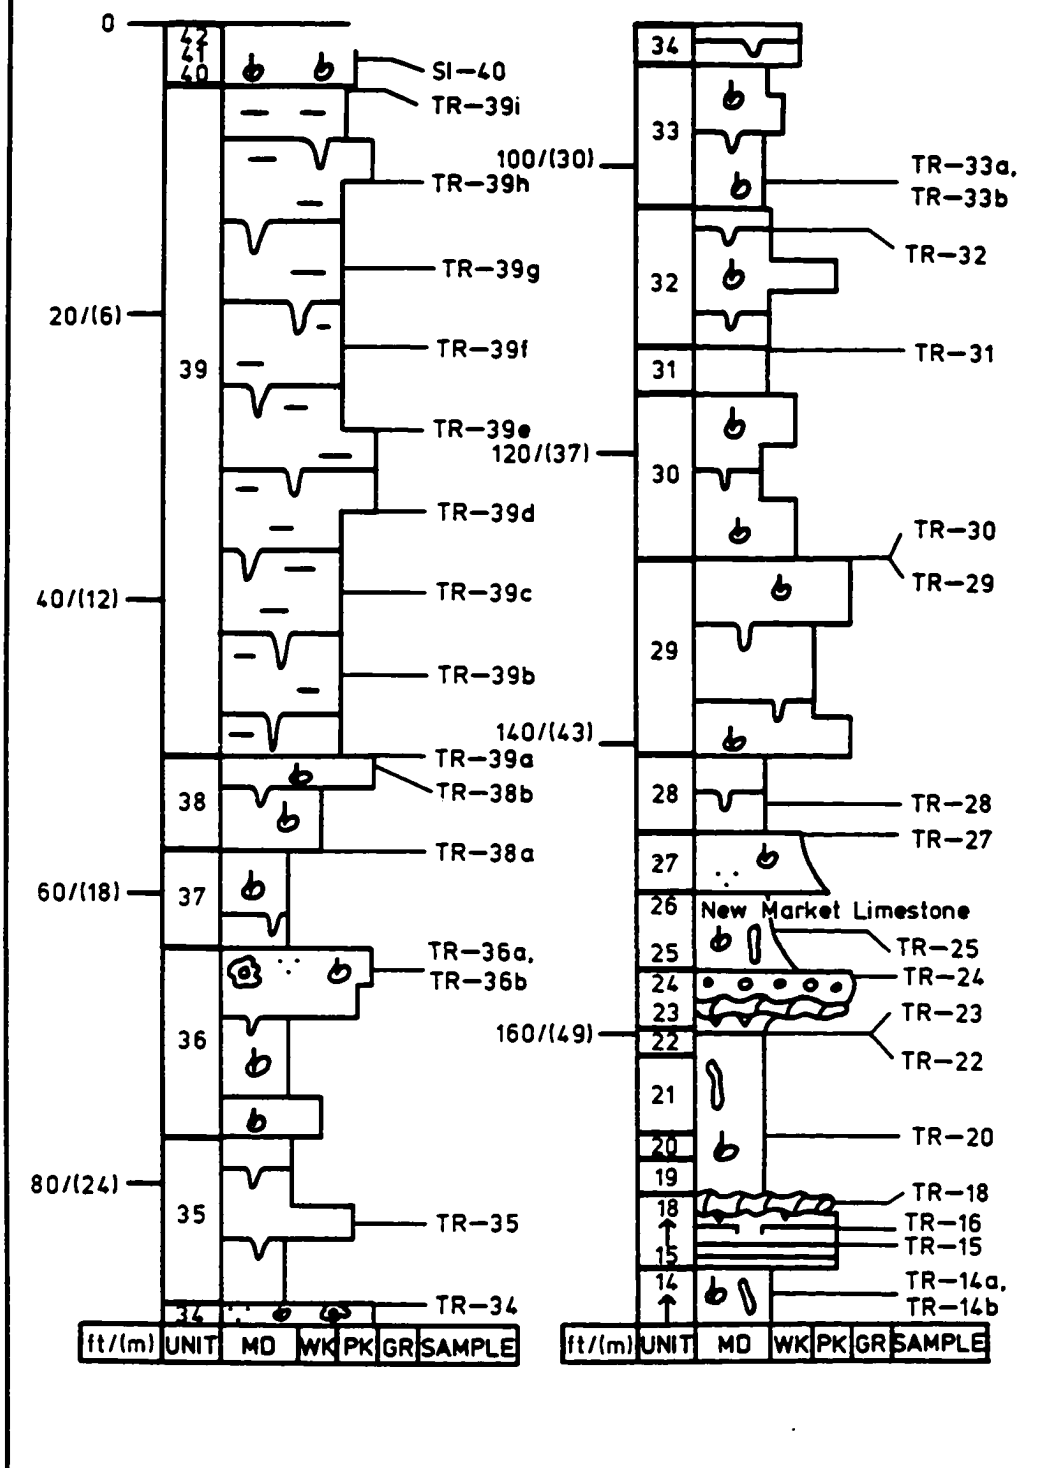 0
42
41
40
SI-40
TR-39i
TR-39h
TR-39g
20/(6)
39
TR-39f
TR-39e
TR-39d
40/(12)
TR-39c
TR-39b
TR-39a
38
TR-38b
TR-38a
60/(18)
37
TR-36a,
TR-36b
36
80/(24)
35
TR-35
34
TR-34
ft/(m) UNIT MD WK PK GR SAMPLE
34
33
100/(30)
TR-33a,
TR-33b
TR-32
32
TR-31
31
120/(37)
30
TR-30
TR-29
29
140/(43)
28
TR-28
TR-27
27
26 New Market Limestone
25
TR-25
24
TR-24
23
TR-23
160/(49)
22
TR-22
21
20
TR-20
19
18
TR-18
TR-16
15
TR-15
14
TR-14a,
TR-14b
ft/(m) UNIT MD WK PK GR SAMPLE